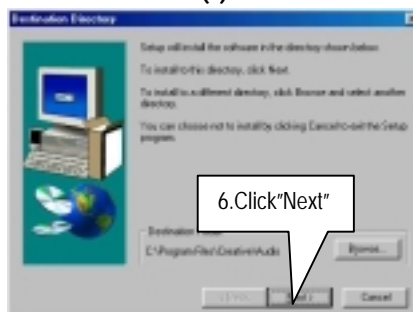 Destination Directory
Setup will install the software in the directory shown below.
To install to this directory, click Next.
To install to a different directory, click Browse and select another
directory.
You can choose not to install by clicking Cancel to exit the Setup
program.
6.Click"Next"
Destination
C:\Program Files\Creative\Audio
Browse...
Cancel